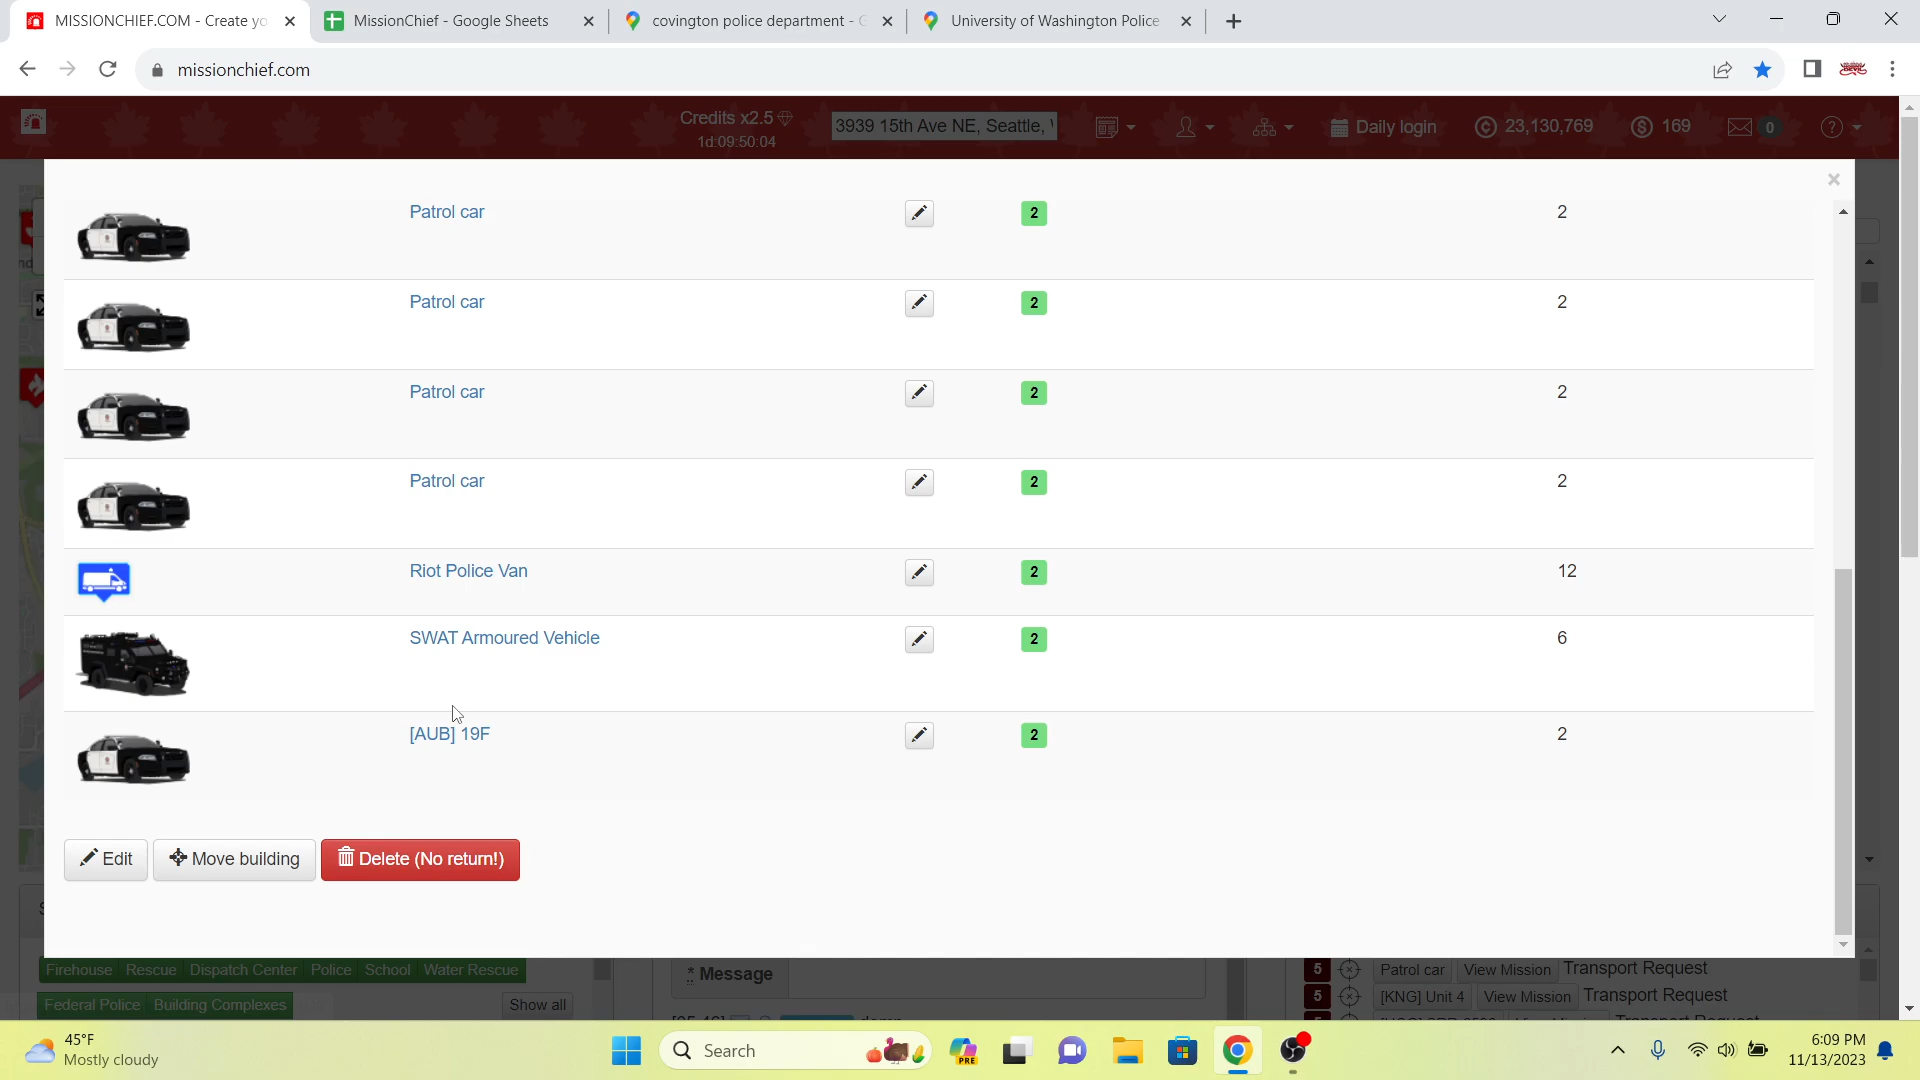 MISSIONCHIEF.COM - Create yo
MissionChief - Google Sheets
covington police department - G
University of Washington Police
missionchief.com
Credits x2.5
1d:09:50:04
3939 15th Ave NE, Seattle,
Daily login
23,130,769
169
0
Patrol car 2 2
Patrol car 2 2
Patrol car 2 2
Patrol car 2 2
Riot Police Van 2 12
SWAT Armoured Vehicle 2 6
[AUB] 19F 2 2
Edit
Move building
Delete (No return!)
Firehouse Rescue Dispatch Center Police School Water Rescue
Federal Police Building Complexes
Show all
* Message
5 Patrol car View Mission Transport Request
5 [KNG] Unit 4 View Mission Transport Request
45°F
Mostly cloudy
Search
PRE
6:09 PM
11/13/2023